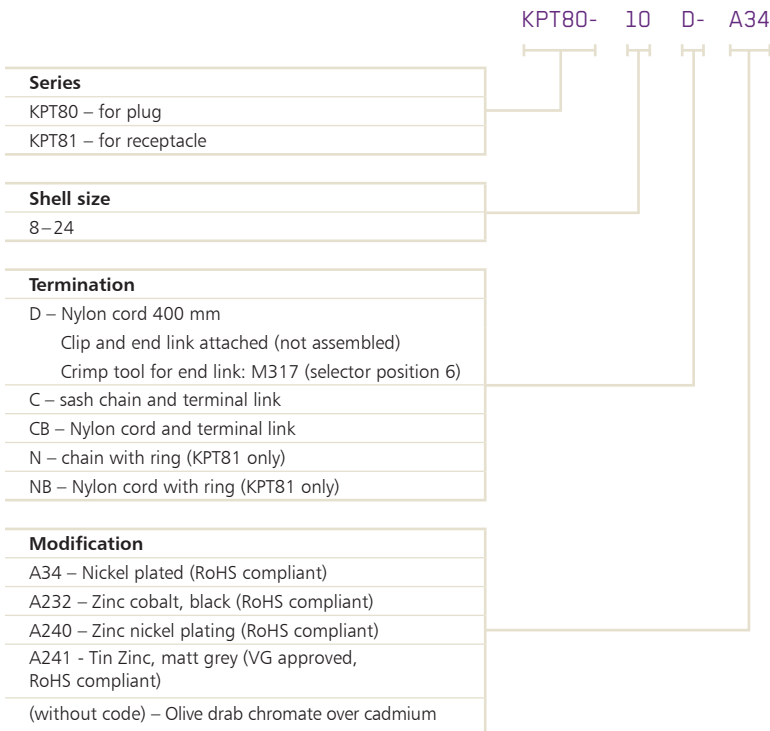 KPT80- 10 D- A34
Series
KPT80 – for plug
KPT81 – for receptacle
Shell size
8–24
Termination
D – Nylon cord 400 mm
Clip and end link attached (not assembled)
Crimp tool for end link: M317 (selector position 6)
C – sash chain and terminal link
CB – Nylon cord and terminal link
N – chain with ring (KPT81 only)
NB – Nylon cord with ring (KPT81 only)
Modification
A34 – Nickel plated (RoHS compliant)
A232 – Zinc cobalt, black (RoHS compliant)
A240 – Zinc nickel plating (RoHS compliant)
A241 - Tin Zinc, matt grey (VG approved,
RoHS compliant)
(without code) – Olive drab chromate over cadmium